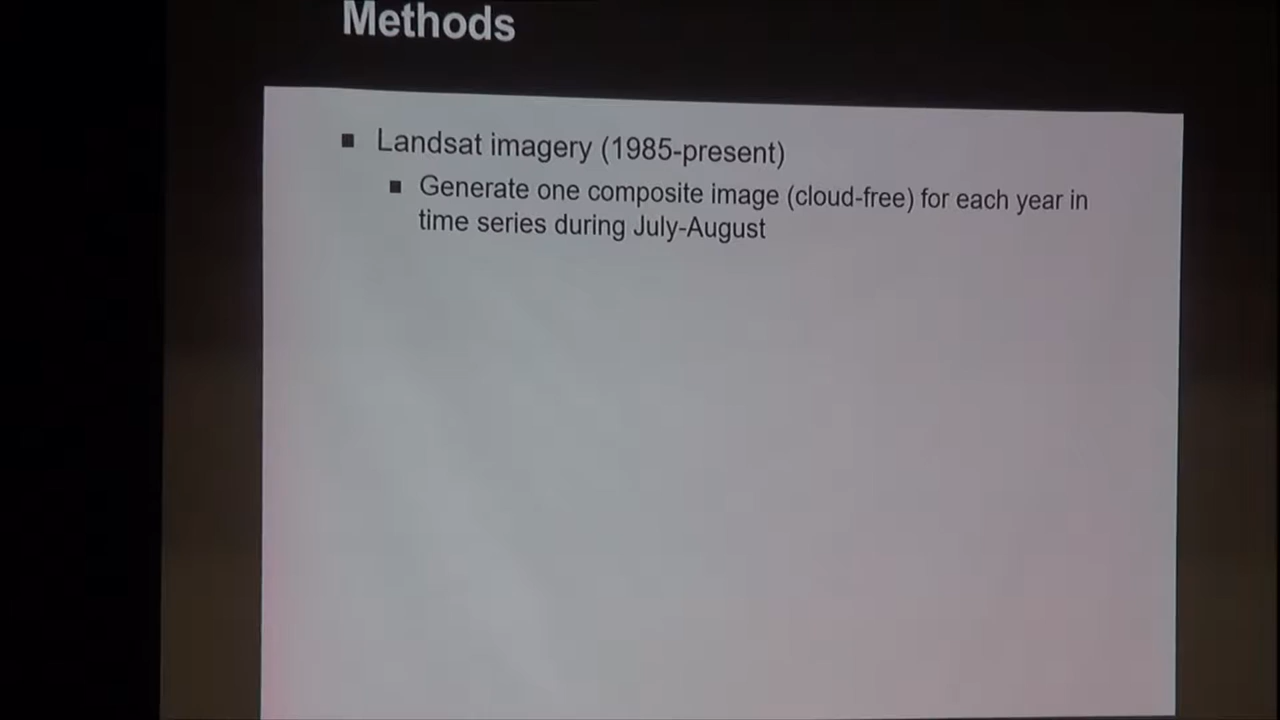 Methods
▪ Landsat imagery (1985-present)
▪ Generate one composite image (cloud-free) for each year in
time series during July-August